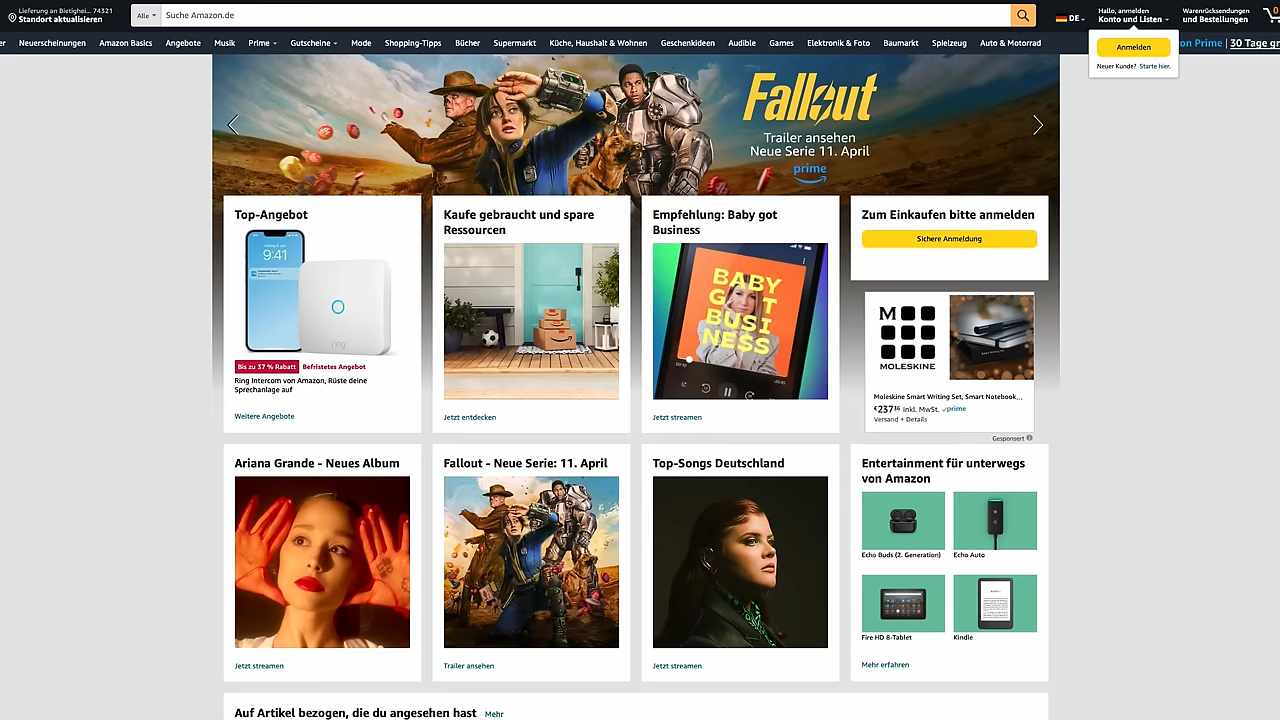 Lieferung an Bietighei... 74321
Standort aktualisieren
Alle
Suche Amazon.de
DE
Hallo, anmelden
Konto und Listen
Warenrücksendungen
und Bestellungen
0
er
Neuerscheinungen
Amazon Basics
Angebote
Musik
Prime
Gutscheine
Mode
Shopping-Tipps
Bücher
Supermarkt
Küche, Haushalt & Wohnen
Geschenkideen
Audible
Games
Elektronik & Foto
Baumarkt
Spielzeug
Auto & Motorrad
on Prime | 30 Tage gr
Anmelden
Neuer Kunde? Starte hier.
Fallout
Trailer ansehen
Neue Serie 11. April
prime
Top-Angebot
9:41
ring
Bis zu 37 % Rabatt Befristetes Angebot
Ring Intercom von Amazon, Rüste deine
Sprechanlage auf
Weitere Angebote
Kaufe gebraucht und spare
Ressourcen
Jetzt entdecken
Empfehlung: Baby got
Business
BABY
GOT
BUSI
NESS
Jetzt streamen
Zum Einkaufen bitte anmelden
Sichere Anmeldung
M
MOLESKINE
Moleskine Smart Writing Set, Smart Notebook,...
€237³⁶ inkl. MwSt. prime
Versand + Details
Gesponsert
Ariana Grande - Neues Album
Jetzt streamen
Fallout - Neue Serie: 11. April
Trailer ansehen
Top-Songs Deutschland
Jetzt streamen
Entertainment für unterwegs
von Amazon
Echo Buds (2. Generation)
Echo Auto
Fire HD 8-Tablet
Kindle
Mehr erfahren
Auf Artikel bezogen, die du angesehen hast Mehr